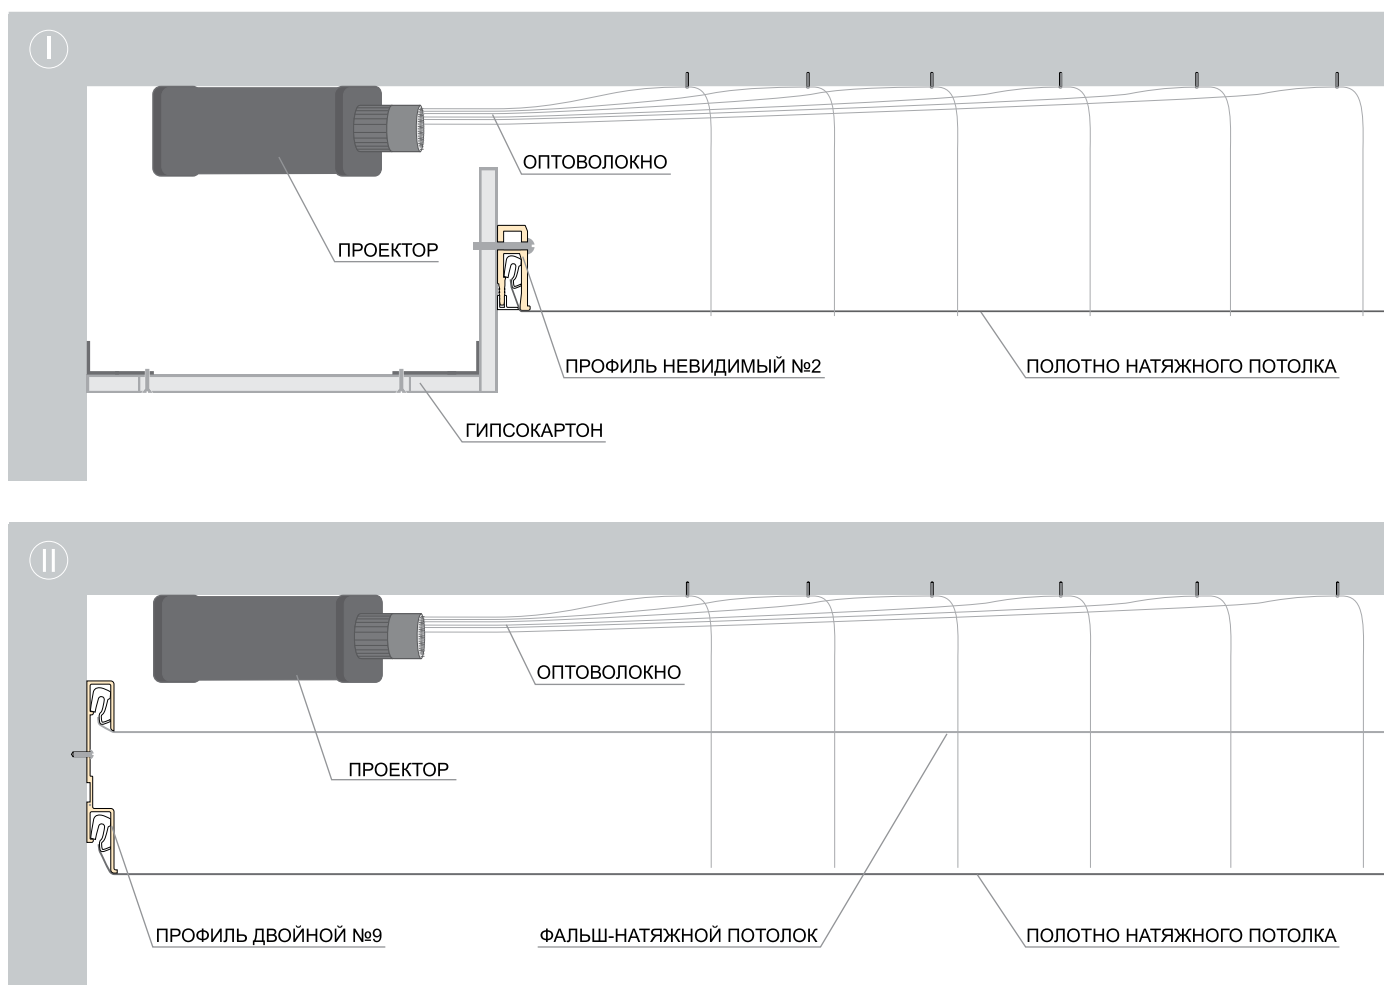 I
ОПТОВОЛОКНО
ПРОЕКТОР
ПРОФИЛЬ НЕВИДИМЫЙ №2
ПОЛОТНО НАТЯЖНОГО ПОТОЛКА
ГИПСОКАРТОН
II
ОПТОВОЛОКНО
ПРОЕКТОР
ПРОФИЛЬ ДВОЙНОЙ №9
ФАЛЬШ-НАТЯЖНОЙ ПОТОЛОК
ПОЛОТНО НАТЯЖНОГО ПОТОЛКА